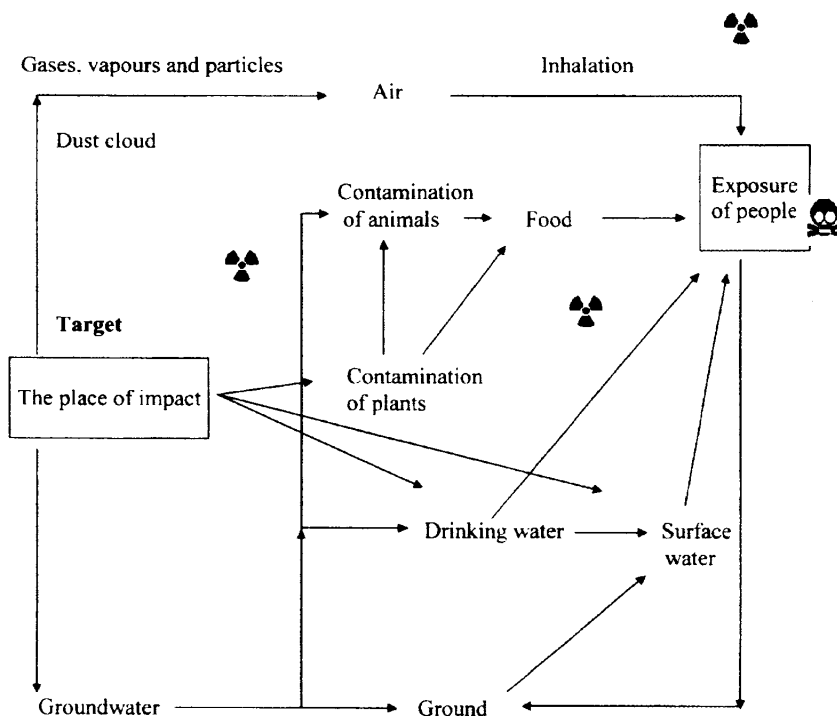 Gases. vapours and particles
Inhalation
Air
Dust cloud
Contamination
of animals
Food
Exposure
of people
Target
The place of impact
Contamination
of plants
Drinking water
Surface
water
Groundwater
Ground